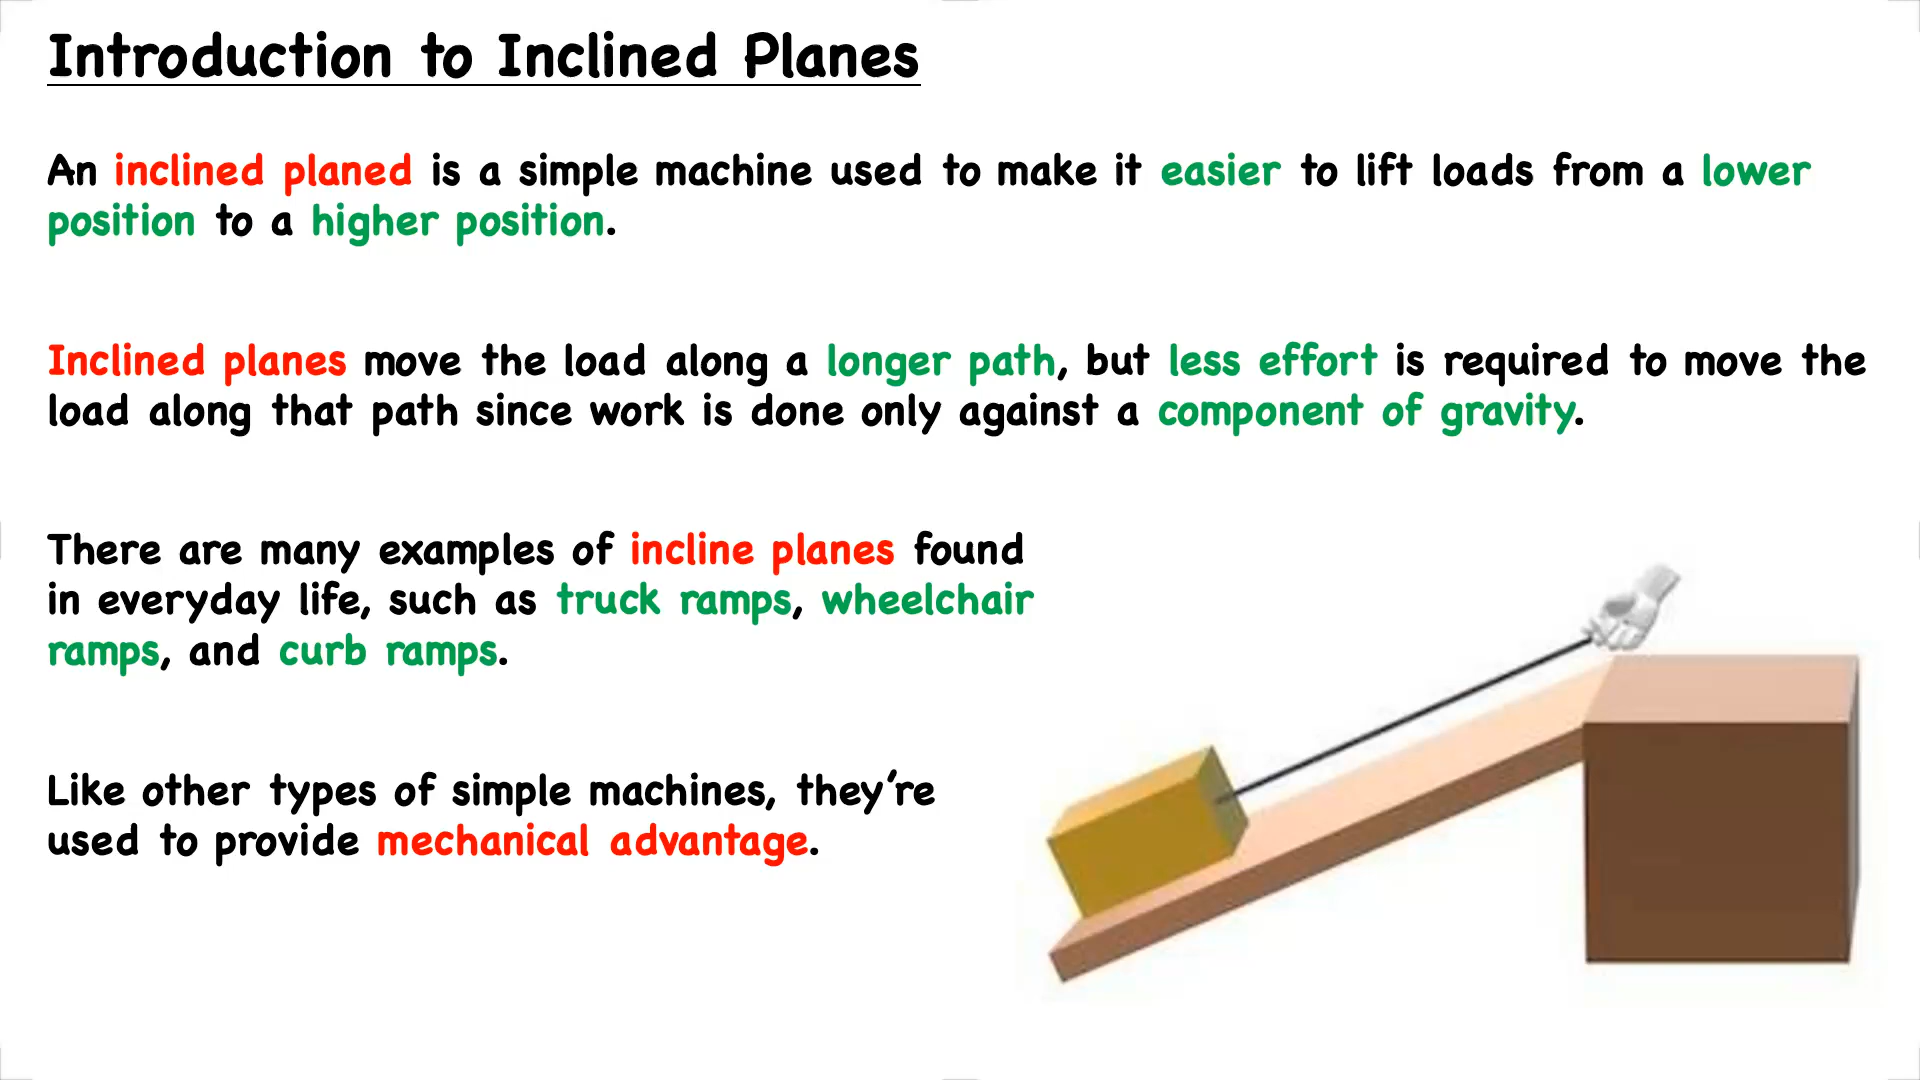 Introduction to Inclined Planes
An inclined planed is a simple machine used to make it easier to lift loads from a lower
position to a higher position.
Inclined planes move the load along a longer path, but less effort is required to move the
load along that path since work is done only against a component of gravity.
There are many examples of incline planes found
in everyday life, such as truck ramps, wheelchair
ramps, and curb ramps.
Like other types of simple machines, they’re
used to provide mechanical advantage.